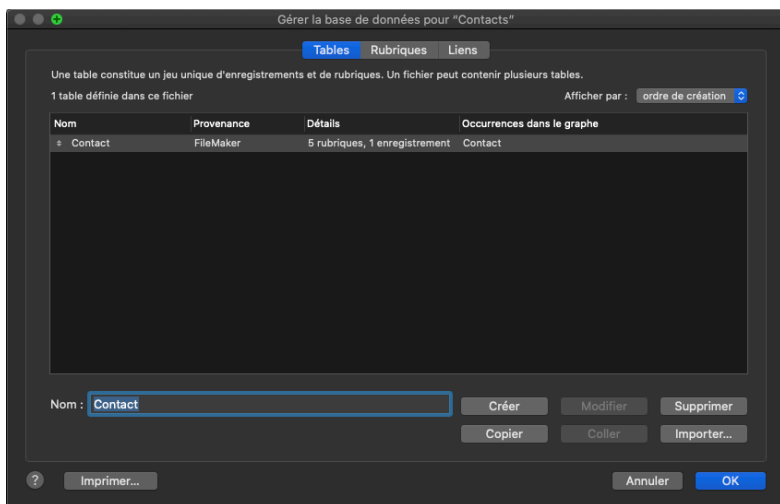 Gérer la base de données pour “Contacts”
Tables Rubriques Liens
Une table constitue un jeu unique d'enregistrements et de rubriques. Un fichier peut contenir plusieurs tables.
1 table définie dans ce fichier Afficher par : ordre de création
Nom Provenance Détails Occurrences dans le graphe
Contact FileMaker 5 rubriques, 1 enregistrement Contact
Nom : Contact Créer Modifier Supprimer
Copier Coller Importer...
? Imprimer... Annuler OK